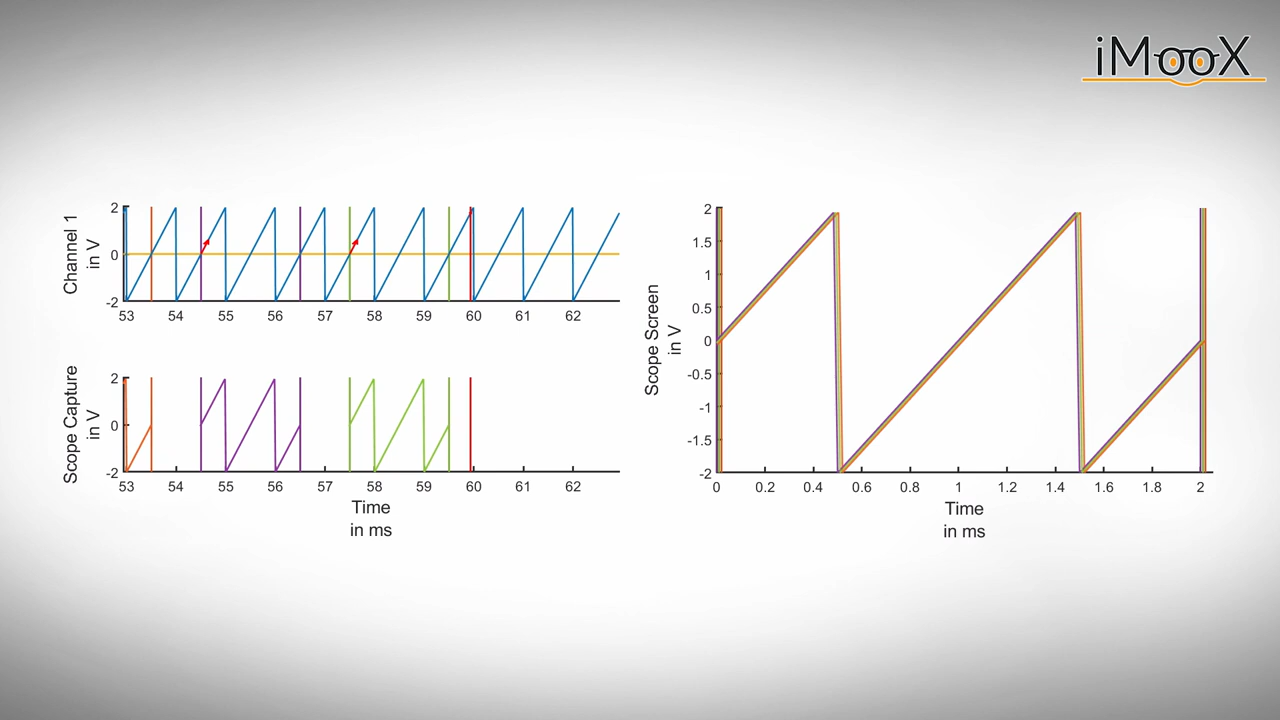 iMooX
Channel 1
in V
2
0
-2
53 54 55 56 57 58 59 60 61 62
Scope Capture
in V
2
0
-2
53 54 55 56 57 58 59 60 61 62
Time
in ms
Scope Screen
in V
2
1.5
1
0.5
0
-0.5
-1
-1.5
-2
0 0.2 0.4 0.6 0.8 1 1.2 1.4 1.6 1.8 2
Time
in ms